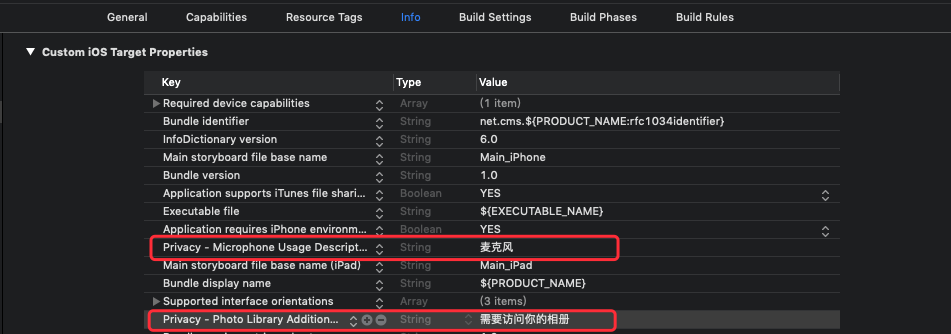 General Capabilities Resource Tags Info Build Settings Build Phases Build Rules
Custom iOS Target Properties
Key Type Value
Required device capabilities Array (1 item)
Bundle identifier String net.cms.${PRODUCT_NAME:rfc1034identifier}
InfoDictionary version String 6.0
Main storyboard file base name String Main_iPhone
Bundle version String 1.0
Application supports iTunes file shari... Boolean YES
Executable file String ${EXECUTABLE_NAME}
Application requires iPhone environm... Boolean YES
Privacy - Microphone Usage Descript... String 麦克风
Main storyboard file base name (iPad) String Main_iPad
Bundle display name String ${PRODUCT_NAME}
Supported interface orientations Array (3 items)
Privacy - Photo Library Addition... String 需要访问你的相册